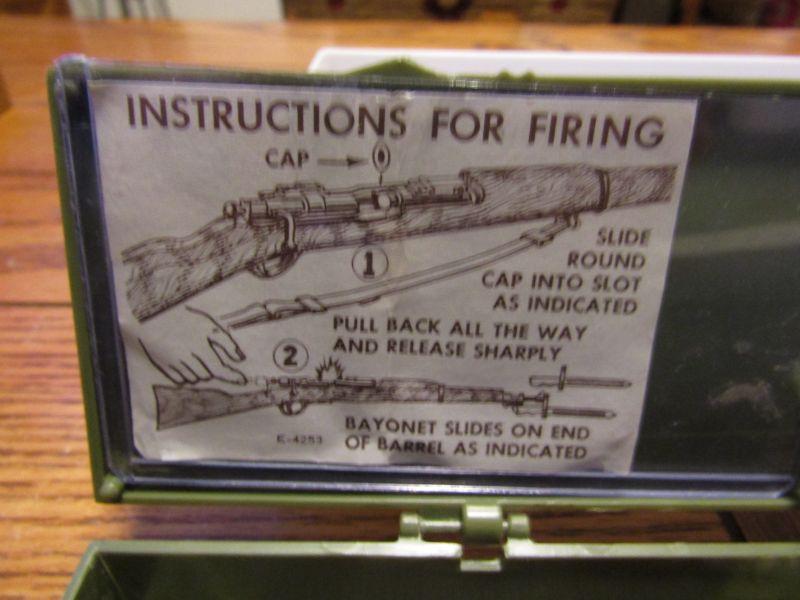 INSTRUCTIONS FOR FIRING
CAP
1
SLIDE
ROUND
CAP INTO SLOT
AS INDICATED
PULL BACK ALL THE WAY
AND RELEASE SHARPLY
2
BAYONET SLIDES ON END
OF BARREL AS INDICATED
E-4253